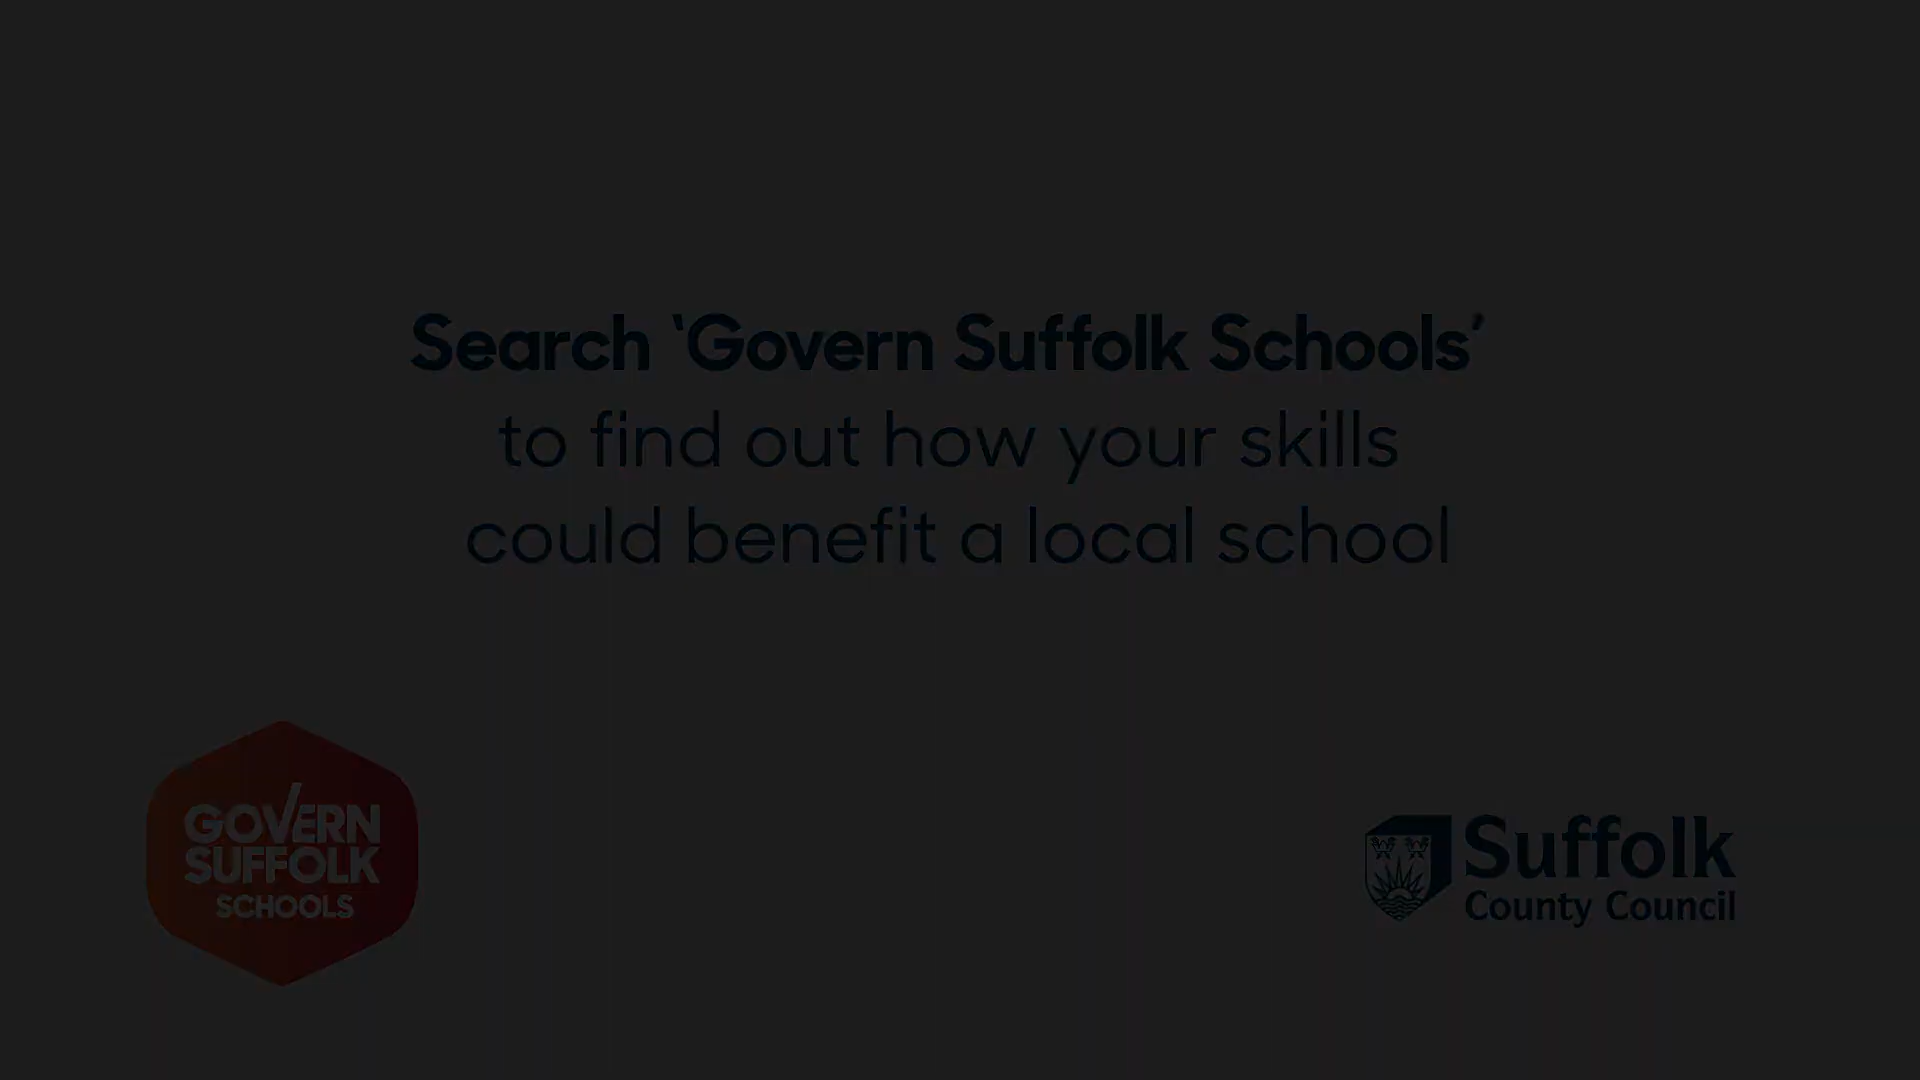 Search ‘Govern Suffolk Schools’
to find out how your skills
could benefit a local school
GOVERN
SUFFOLK
SCHOOLS
Suffolk
County Council